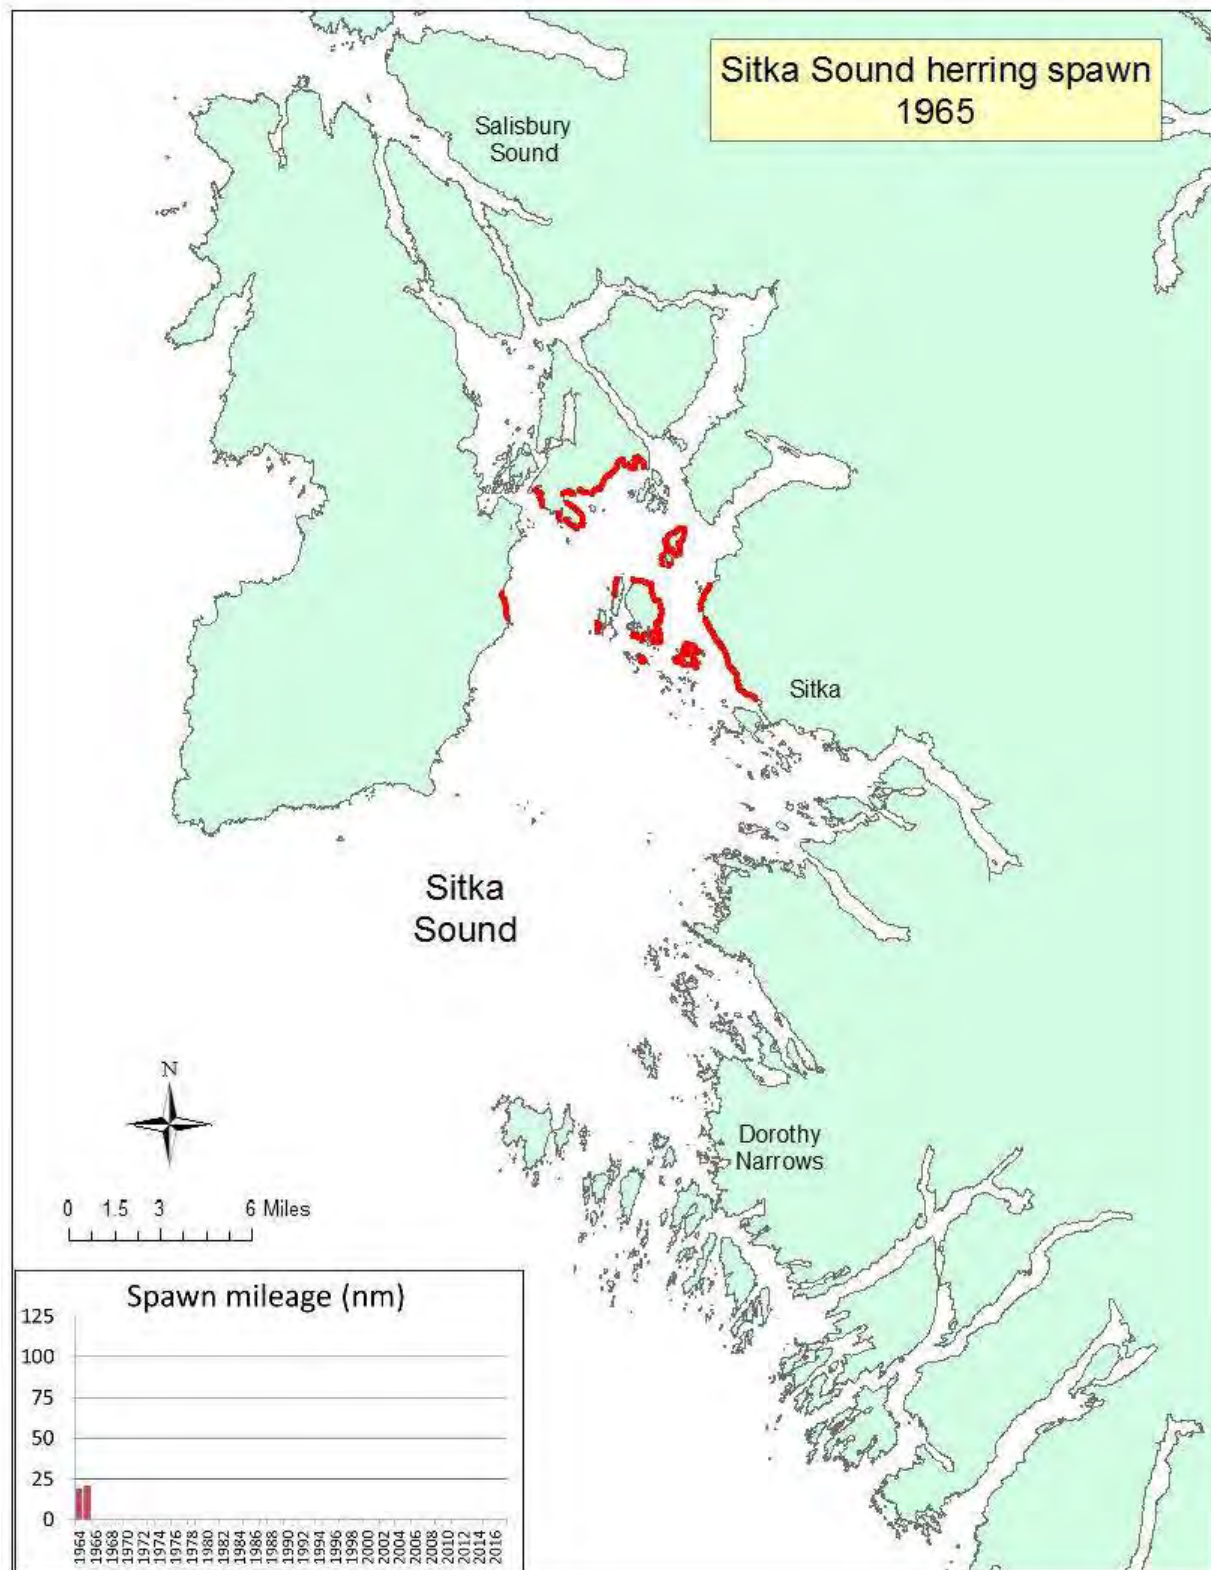 Sitka Sound herring spawn
1965
Salisbury
Sound
Sitka
Sitka
Sound
N
Dorothy
Narrows
0 1.5 3 6 Miles
Spawn mileage (nm)
125
100
75
50
25
0
1964 1966 1968 1970 1972 1974 1976 1978 1980 1982 1984 1986 1988 1990 1992 1994 1996 1998 2000 2002 2004 2006 2008 2010 2012 2014 2016